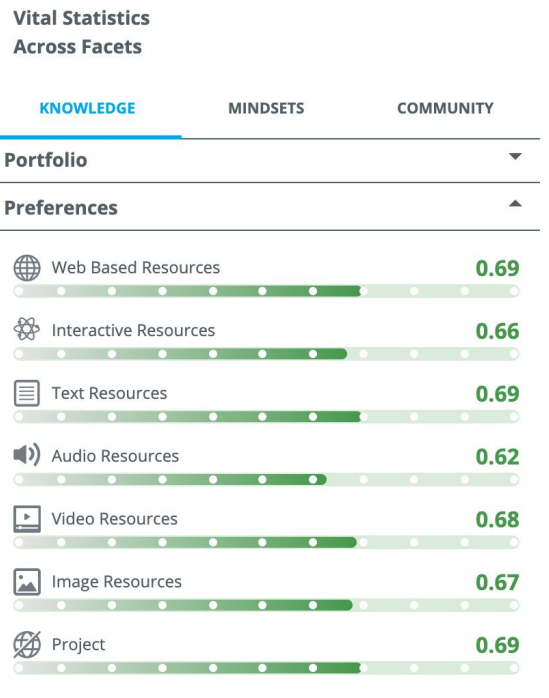 Vital Statistics
Across Facets
KNOWLEDGE MINDSETS COMMUNITY
Portfolio
Preferences
Web Based Resources 0.69
Interactive Resources 0.66
Text Resources 0.69
Audio Resources 0.62
Video Resources 0.68
Image Resources 0.67
Project 0.69